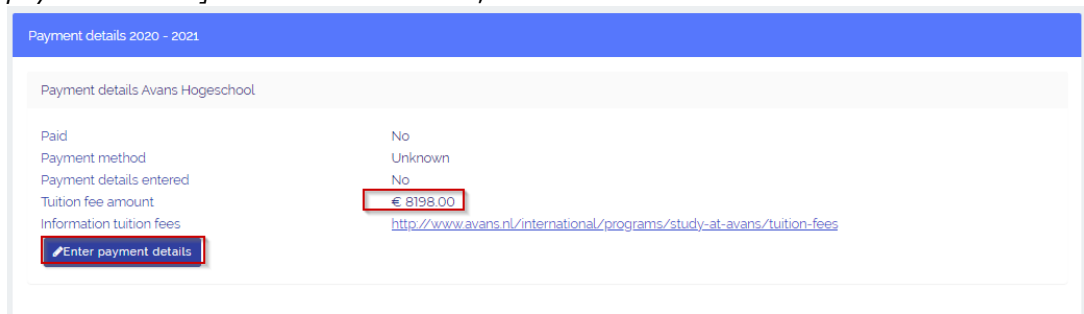 Payment details 2020 - 2021
Payment details Avans Hogeschool
Paid No
Payment method Unknown
Payment details entered No
Tuition fee amount € 8198.00
Information tuition fees http://www.avans.nl/international/programs/study-at-avans/tuition-fees
Enter payment details